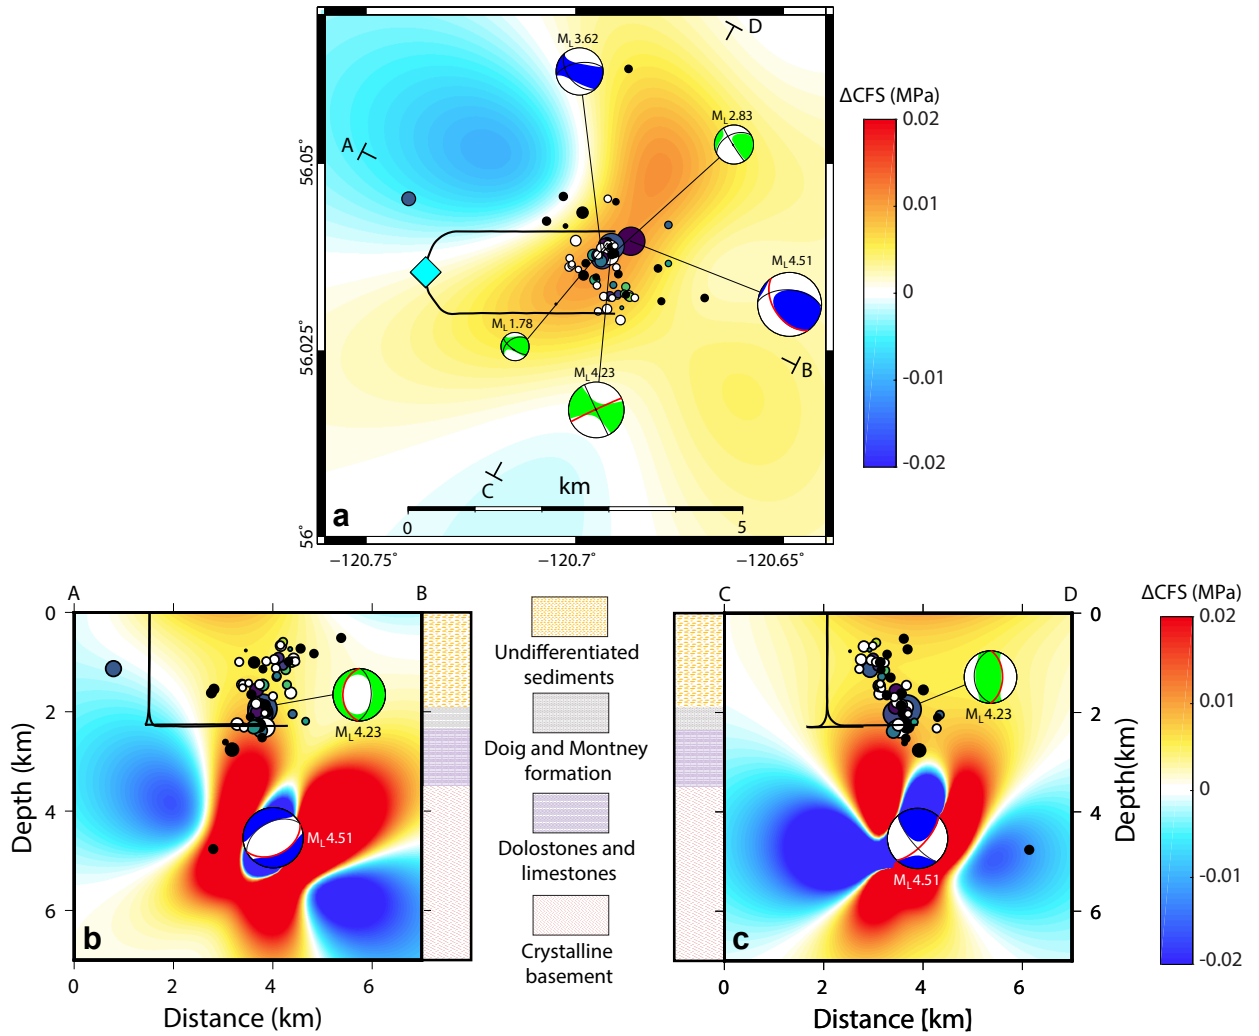 D
M_L 3.62
ΔCFS (MPa)
0.02
M_L 2.83
A
56.05°
0.01
M_L 4.51
0
M_L 1.78
56.025°
B
M_L 4.23
-0.01
C
km
-0.02
a
0
5
56°
−120.75°
−120.7°
−120.65°
A
B
C
D
ΔCFS (MPa)
0
0
0.02
Undifferentiated
sediments
M_L 4.23
M_L 4.23
0.01
2
2
Doig and Montney
formation
Depth (km)
Depth(km)
4
4
0
M_L 4.51
Dolostones and
limestones
M_L 4.51
-0.01
6
6
b
Crystalline
basement
c
-0.02
0
2
4
6
0
2
4
6
Distance (km)
Distance [km]